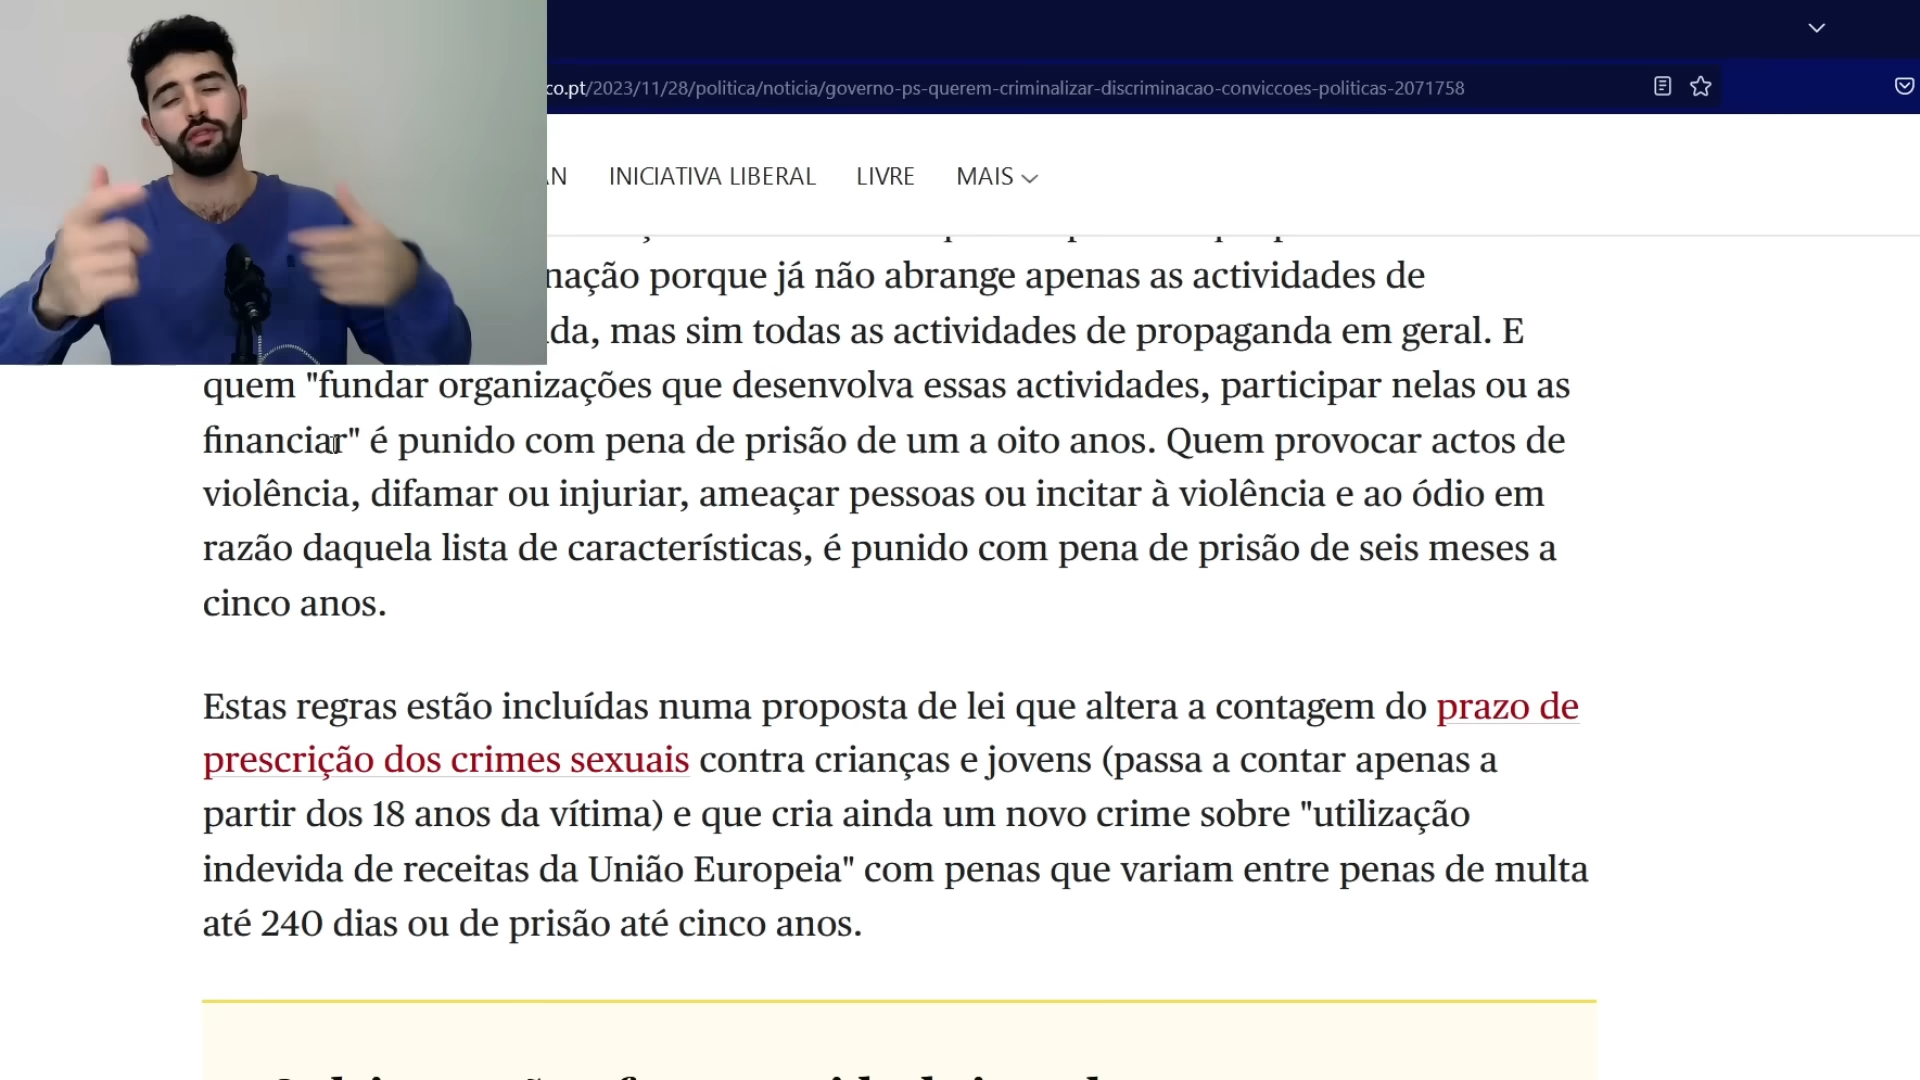 co.pt/2023/11/28/politica/noticia/governo-ps-querem-criminalizar-discriminacao-conviccoes-politicas-2071758
INICIATIVA LIBERAL LIVRE MAIS
porque já não abrange apenas as actividades de
mas sim todas as actividades de propaganda em geral. E
quem "fundar organizações que desenvolva essas actividades, participar nelas ou as
financiar" é punido com pena de prisão de um a oito anos. Quem provocar actos de
violência, difamar ou injuriar, ameaçar pessoas ou incitar à violência e ao ódio em
razão daquela lista de características, é punido com pena de prisão de seis meses a
cinco anos.
Estas regras estão incluídas numa proposta de lei que altera a contagem do prazo de
prescrição dos crimes sexuais contra crianças e jovens (passa a contar apenas a
partir dos 18 anos da vítima) e que cria ainda um novo crime sobre "utilização
indevida de receitas da União Europeia" com penas que variam entre penas de multa
até 240 dias ou de prisão até cinco anos.